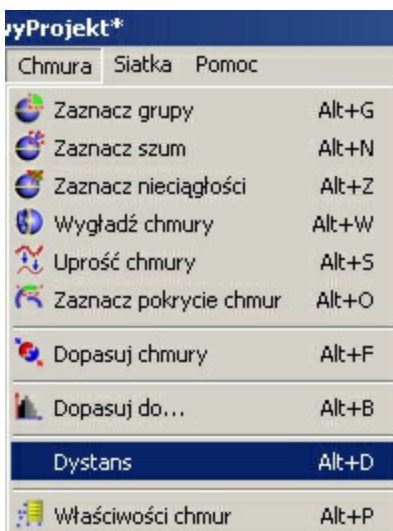 vyProjekt*
Chmura Siatka Pomoc
Zaznacz grupy Alt+G
Zaznacz szum Alt+N
Zaznacz nieciągłości Alt+Z
Wygładź chmury Alt+W
Uprość chmury Alt+S
Zaznacz pokrycie chmur Alt+O
Dopasuj chmury Alt+F
Dopasuj do... Alt+B
Dystans Alt+D
Właściwości chmur Alt+P